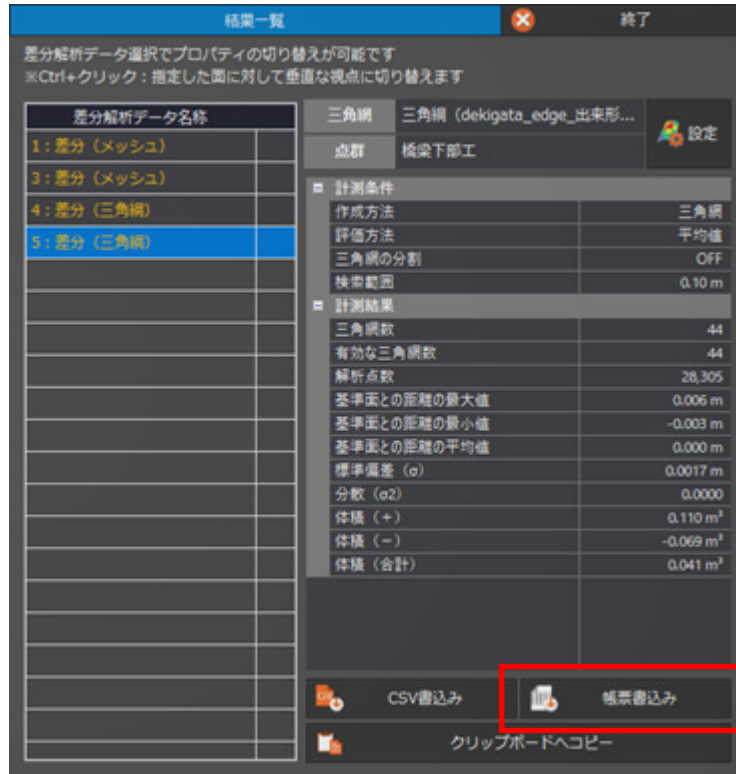 結果一覧
終了
差分解析データ選択でプロパティの切り替えが可能です
※Ctrl+クリック：指定した面に対して垂直な視点に切り替えます
差分解析データ名称
1：差分（メッシュ）
3：差分（メッシュ）
4：差分（三角網）
5：差分（三角網）
三角網 三角網（dekigata_edge_出来形...
点群 橋梁下部工
設定
計測条件
作成方法 三角網
評価方法 平均値
三角網の分割 OFF
検索範囲 0.10 m
計測結果
三角網数 44
有効な三角網数 44
解析点数 28,305
基準面との距離の最大値 0.006 m
基準面との距離の最小値 -0.003 m
基準面との距離の平均値 0.000 m
標準偏差（σ） 0.0017 m
分散（σ2） 0.0000
体積（+） 0.110 m³
体積（−） -0.069 m³
体積（合計） 0.041 m³
CSV書込み
帳票書込み
クリップボードへコピー